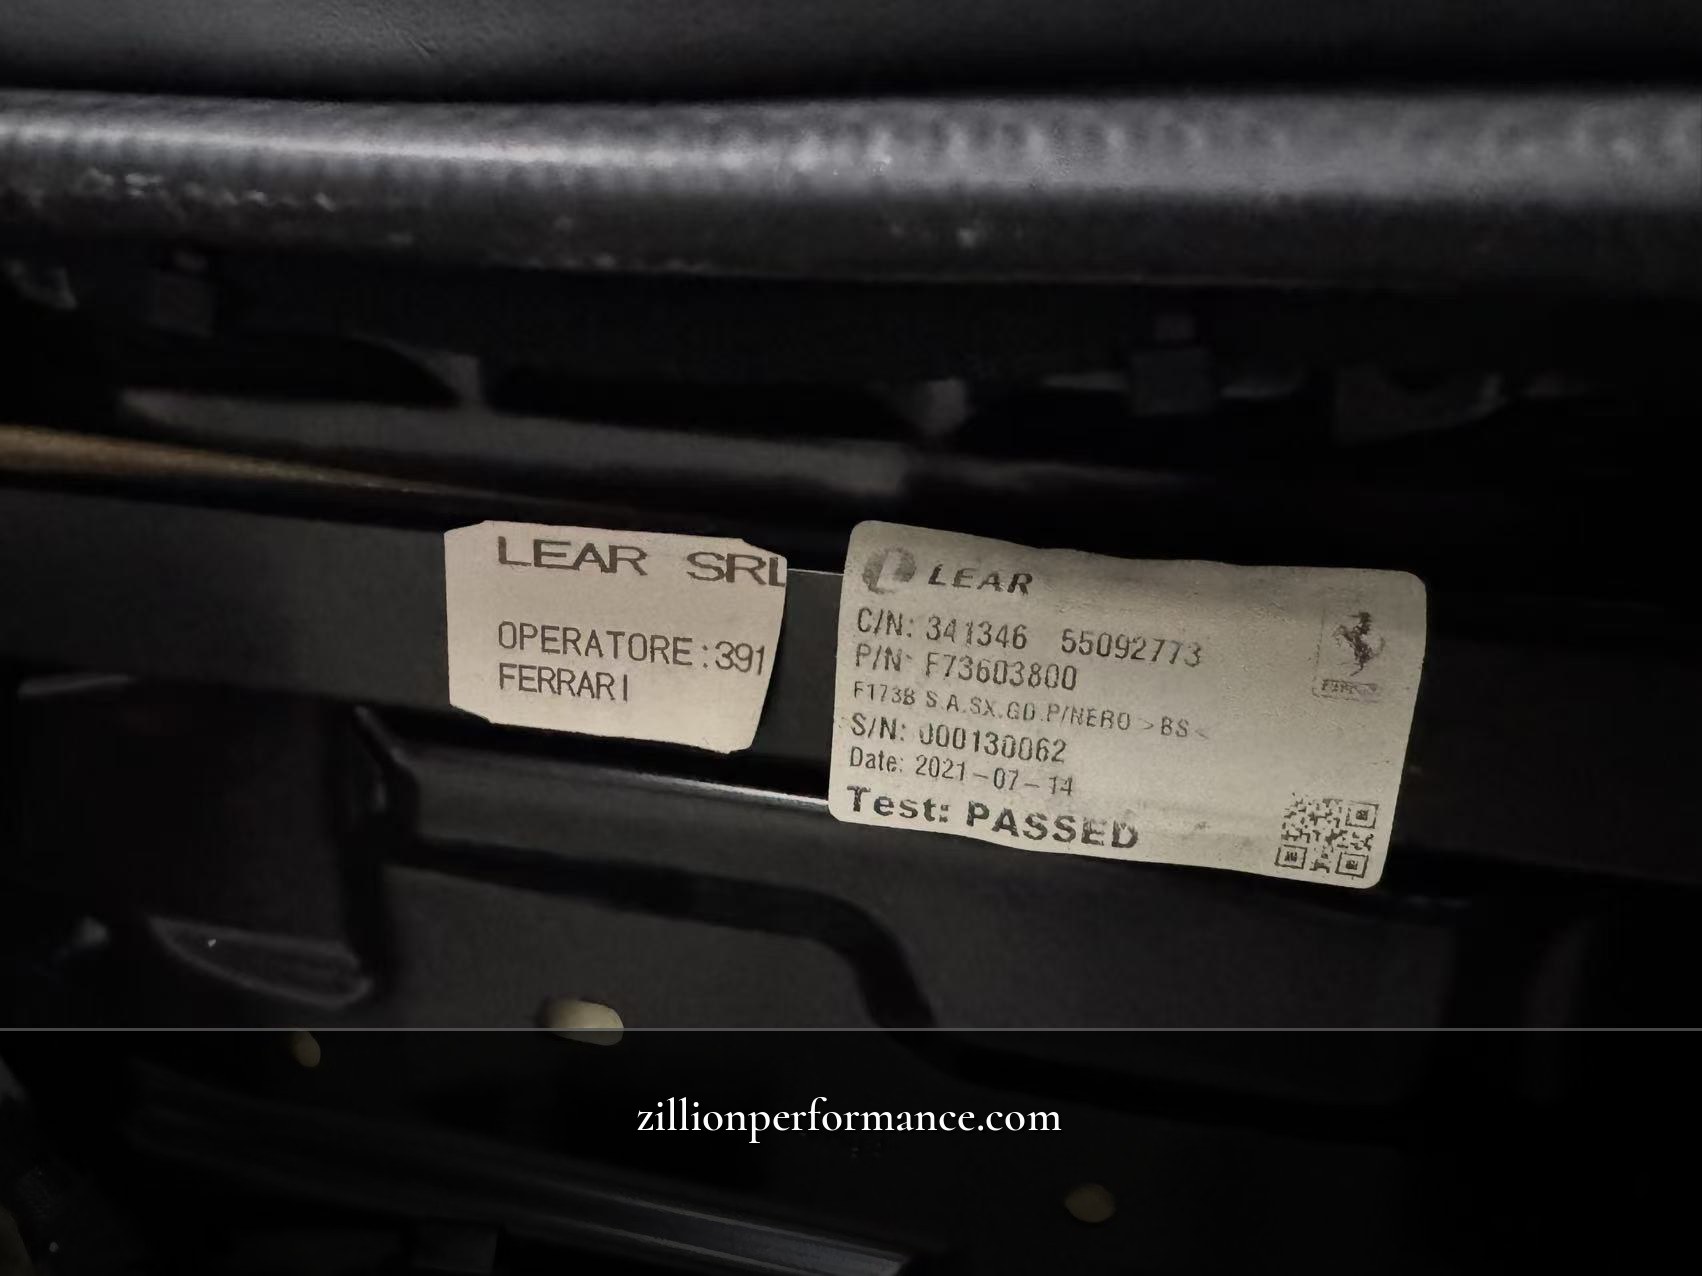 LEAR SRL
OPERATORE:391
FERRARI
LEAR
C/N: 341346 55092773
P/N: F73603800
F173B S.A.SX.GD.P/NERO >BS<
S/N: 000130062
Date: 2021-07-14
Test: PASSED
zillionperformance.com